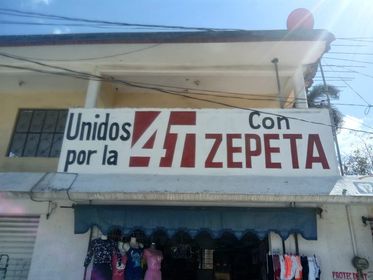 Unidos
por la
4T
Con
ZEPETA